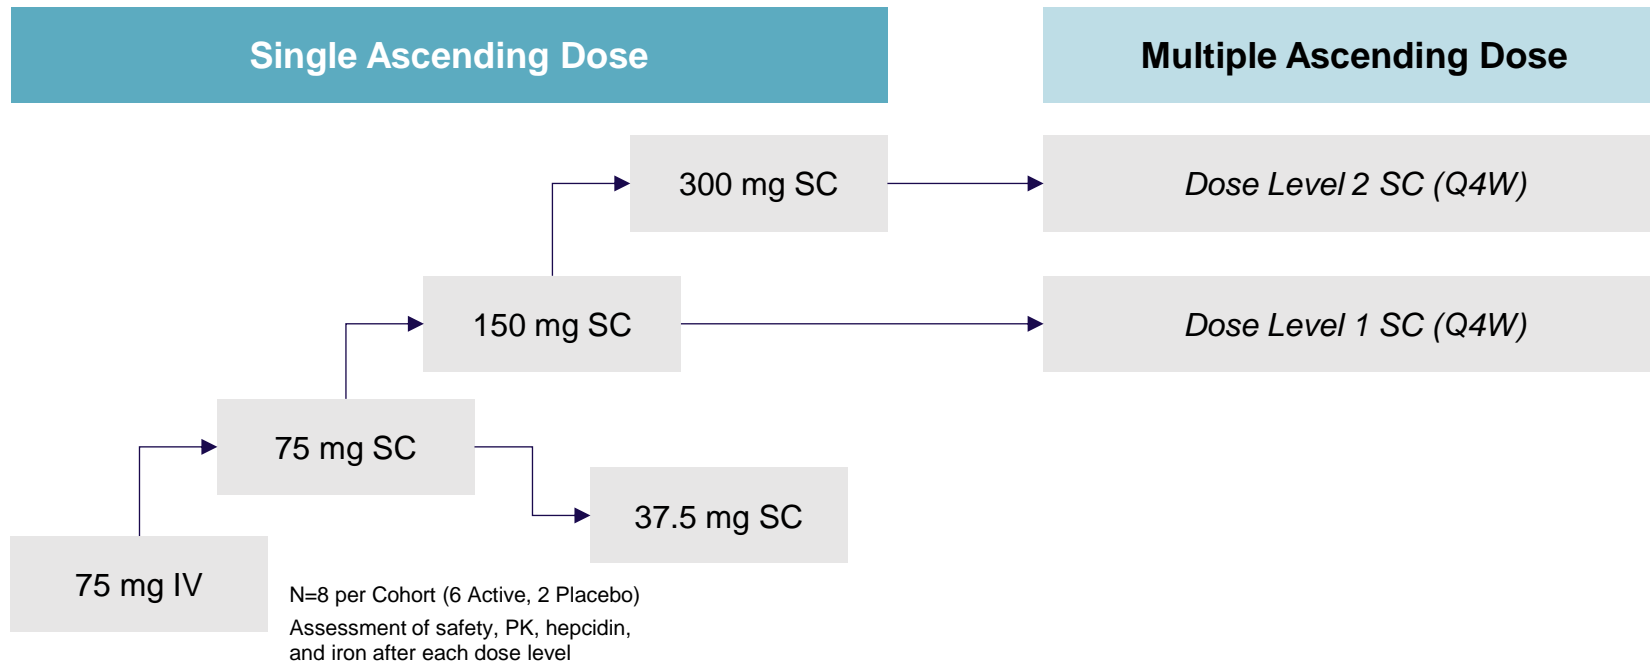 Single Ascending Dose
Multiple Ascending Dose
300 mg SC
Dose Level 2 SC (Q4W)
150 mg SC
Dose Level 1 SC (Q4W)
75 mg SC
37.5 mg SC
75 mg IV
N=8 per Cohort (6 Active, 2 Placebo)
Assessment of safety, PK, hepcidin,
and iron after each dose level